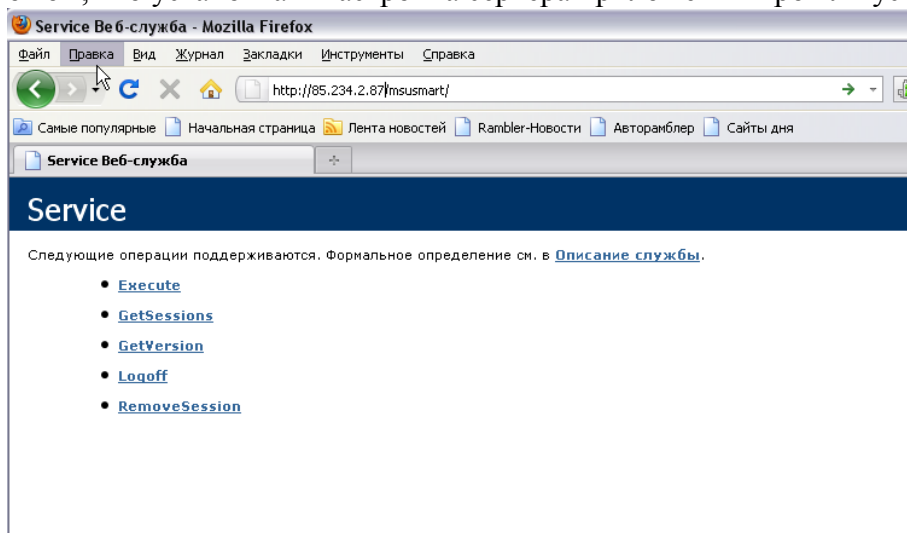 Service Веб-служба - Mozilla Firefox
Файл Правка Вид Журнал Закладки Инструменты Справка
http://85.234.2.87/msusmart/
Самые популярные Начальная страница Лента новостей Rambler-Новости Авторамблер Сайты дня
Service Веб-служба
Service
Следующие операции поддерживаются. Формальное определение см. в Описание службы.
Execute
GetSessions
GetVersion
Logoff
RemoveSession